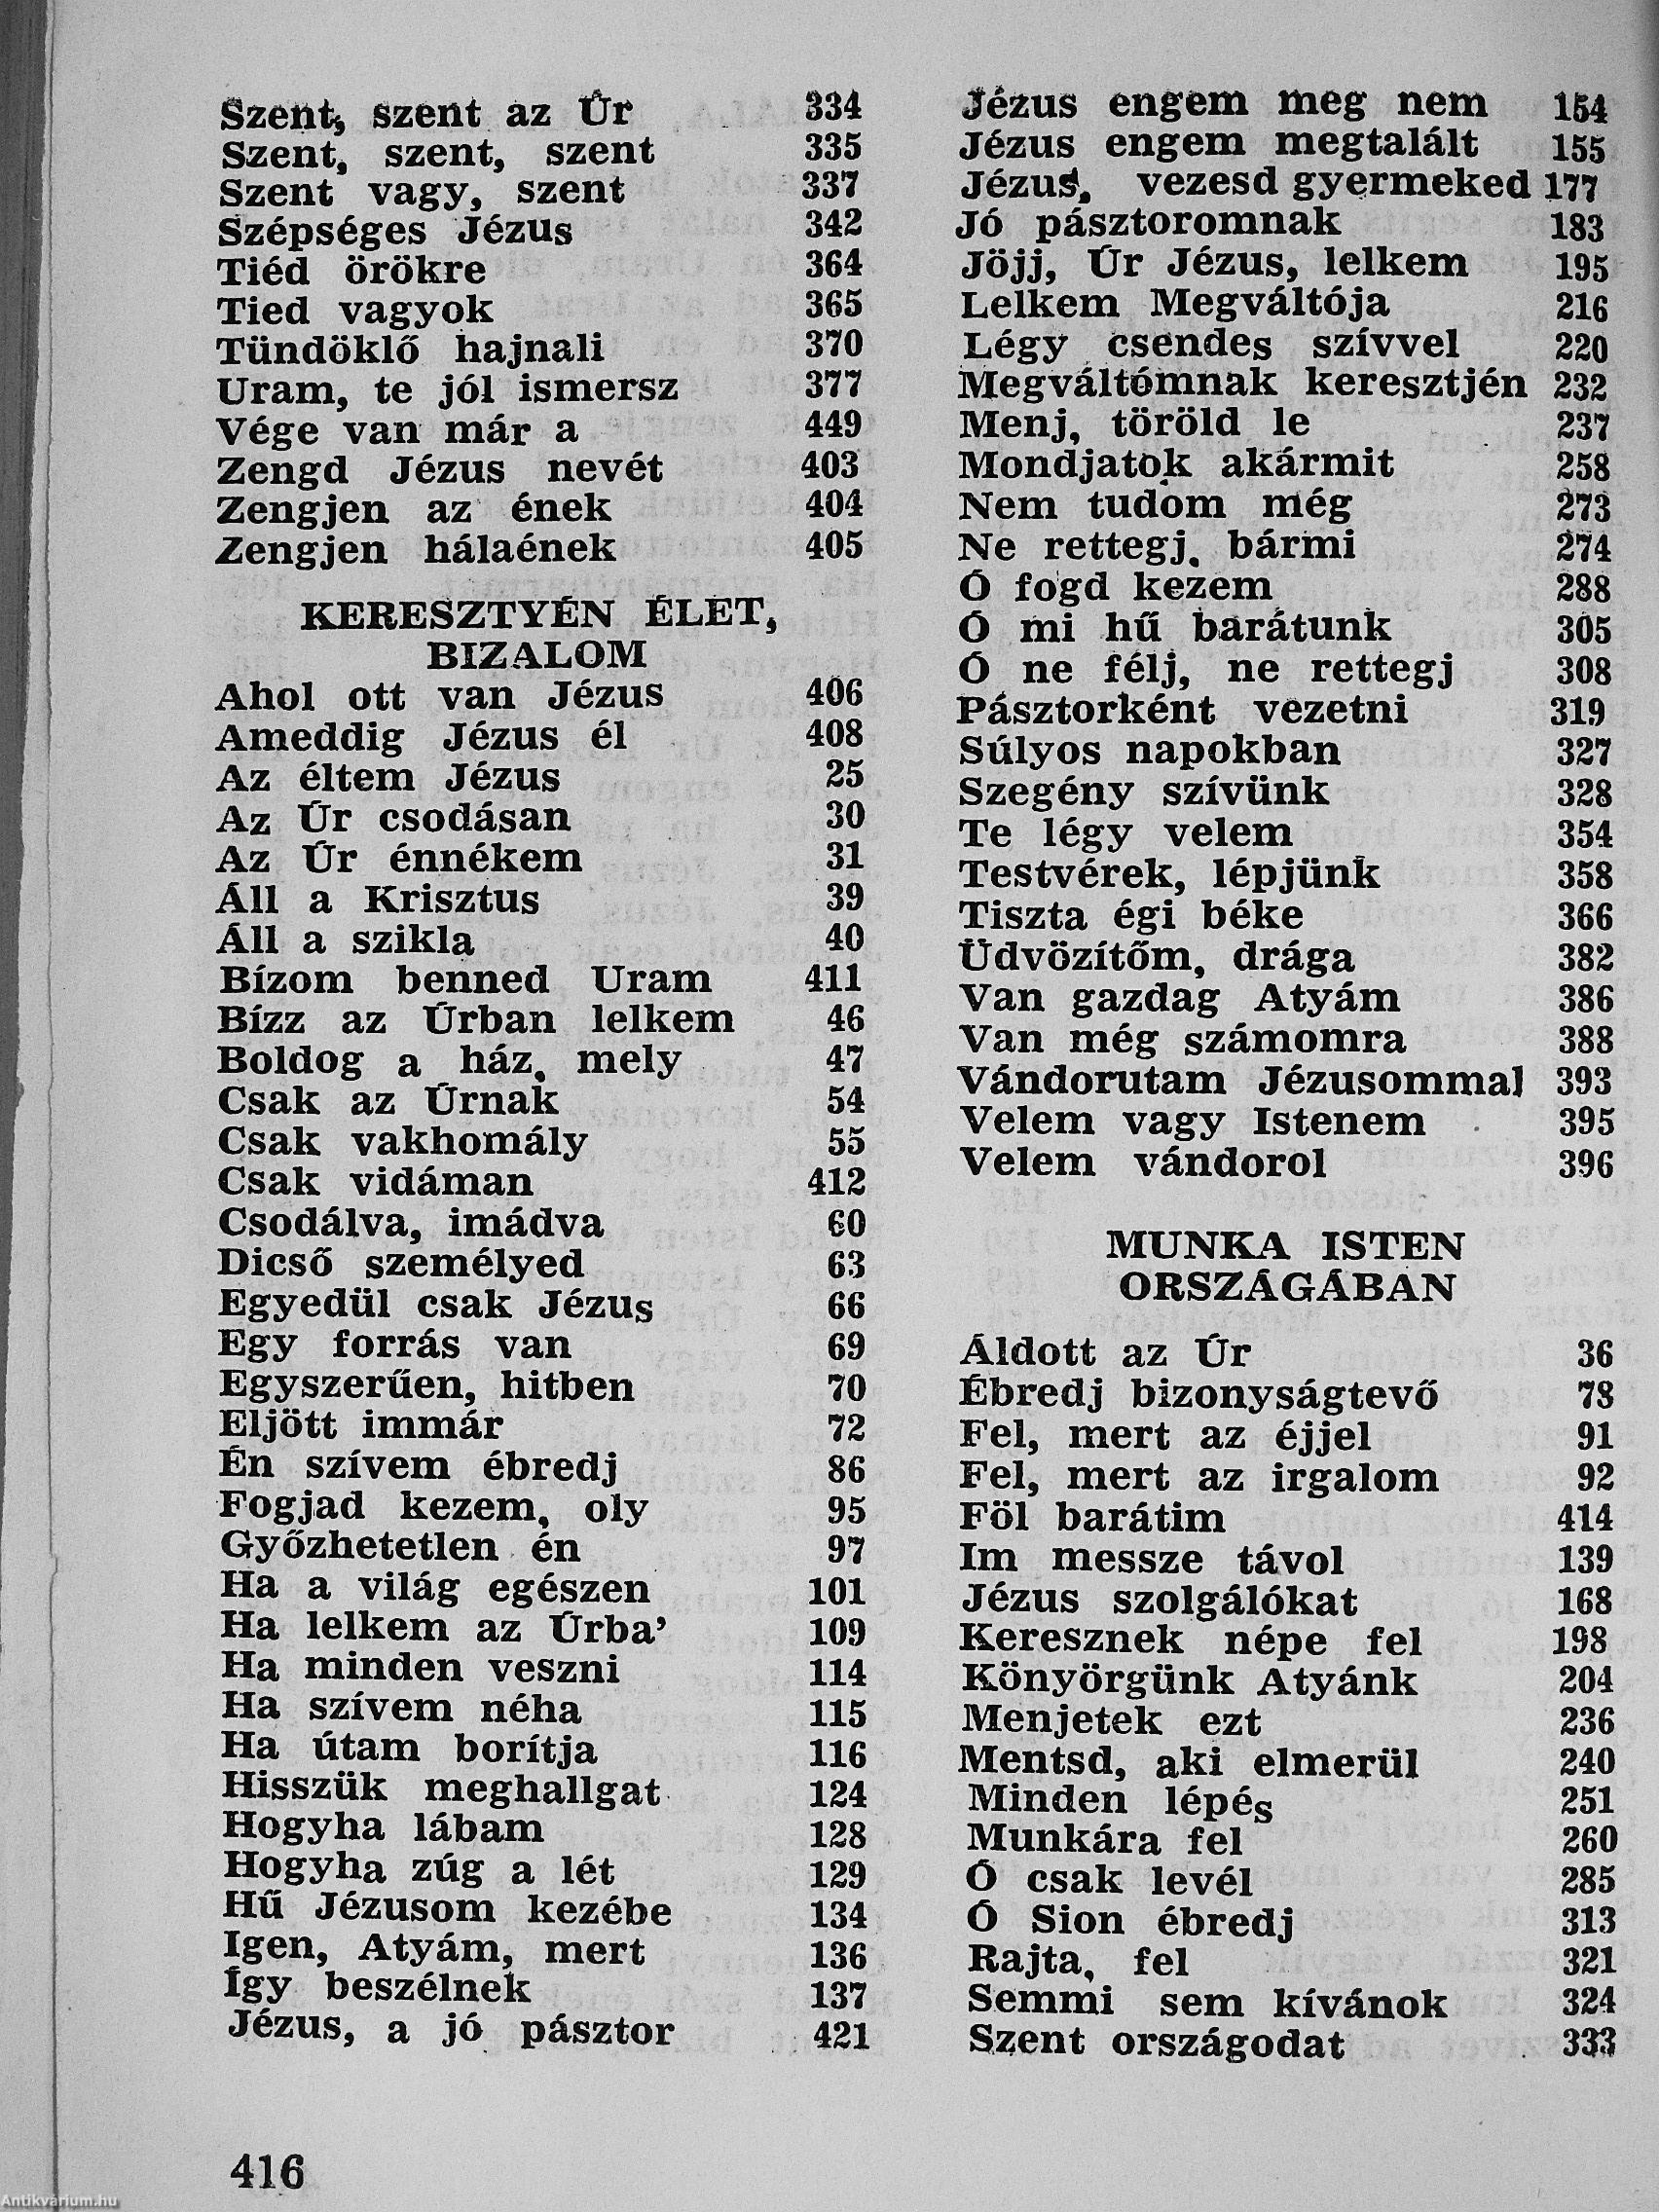 Szent, szent az Úr 334
Szent, szent, szent 335
Szent vagy, szent 337
Szépséges Jézus 342
Tiéd örökre 364
Tied vagyok 365
Tündöklő hajnali 370
Uram, te jól ismersz 377
Vége van már a 449
Zengd Jézus nevét 403
Zengjen az ének 404
Zengjen hálaének 405
KERESZTYÉN ÉLET,
BIZALOM
Ahol ott van Jézus 406
Ameddig Jézus él 408
Az éltem Jézus 25
Az Úr csodásan 30
Az Úr énnékem 31
Áll a Krisztus 39
Áll a szikla 40
Bízom benned Uram 411
Bízz az Úrban lelkem 46
Boldog a ház, mely 47
Csak az Úrnak 54
Csak vakhomály 55
Csak vidáman 412
Csodálva, imádva 60
Dicső személyed 63
Egyedül csak Jézus 66
Egy forrás van 69
Egyszerűen, hitben 70
Eljött immár 72
Én szívem ébredj 86
Fogjad kezem, oly 95
Győzhetetlen én 97
Ha a világ egészen 101
Ha lelkem az Úrba’ 109
Ha minden veszni 114
Ha szívem néha 115
Ha útam borítja 116
Hisszük meghallgat 124
Hogyha lábam 128
Hogyha zúg a lét 129
Hű Jézusom kezébe 134
Igen, Atyám, mert 136
Így beszélnek 137
Jézus, a jó pásztor 421
416
Jézus engem meg nem 154
Jézus engem megtalált 155
Jézus, vezesd gyermeked 177
Jó pásztoromnak 183
Jöjj, Úr Jézus, lelkem 195
Lelkem Megváltója 216
Légy csendes szívvel 220
Megváltómnak keresztjén 232
Menj, töröld le 237
Mondjatok akármit 258
Nem tudom még 273
Ne rettegj, bármi 274
Ó fogd kezem 288
Ó mi hű barátunk 305
Ó ne félj, ne rettegj 308
Pásztorként vezetni 319
Súlyos napokban 327
Szegény szívünk 328
Te légy velem 354
Testvérek, lépjünk 358
Tiszta égi béke 366
Üdvözítőm, drága 382
Van gazdag Atyám 386
Van még számomra 388
Vándorutam Jézusommal 393
Velem vagy Istenem 395
Velem vándorol 396
MUNKA ISTEN
ORSZÁGÁBAN
Áldott az Úr 36
Ébredj bizonyságtevő 78
Fel, mert az éjjel 91
Fel, mert az irgalom 92
Föl barátim 414
Im messze távol 139
Jézus szolgálókat 168
Keresznek népe fel 198
Könyörgünk Atyánk 204
Menjetek ezt 236
Mentsd, aki elmerül 240
Minden lépés 251
Munkára fel 260
Ó csak levél 285
Ó Sion ébredj 313
Rajta, fel 321
Semmi sem kívánok 324
Szent országodat 333
Antikvárium.hu